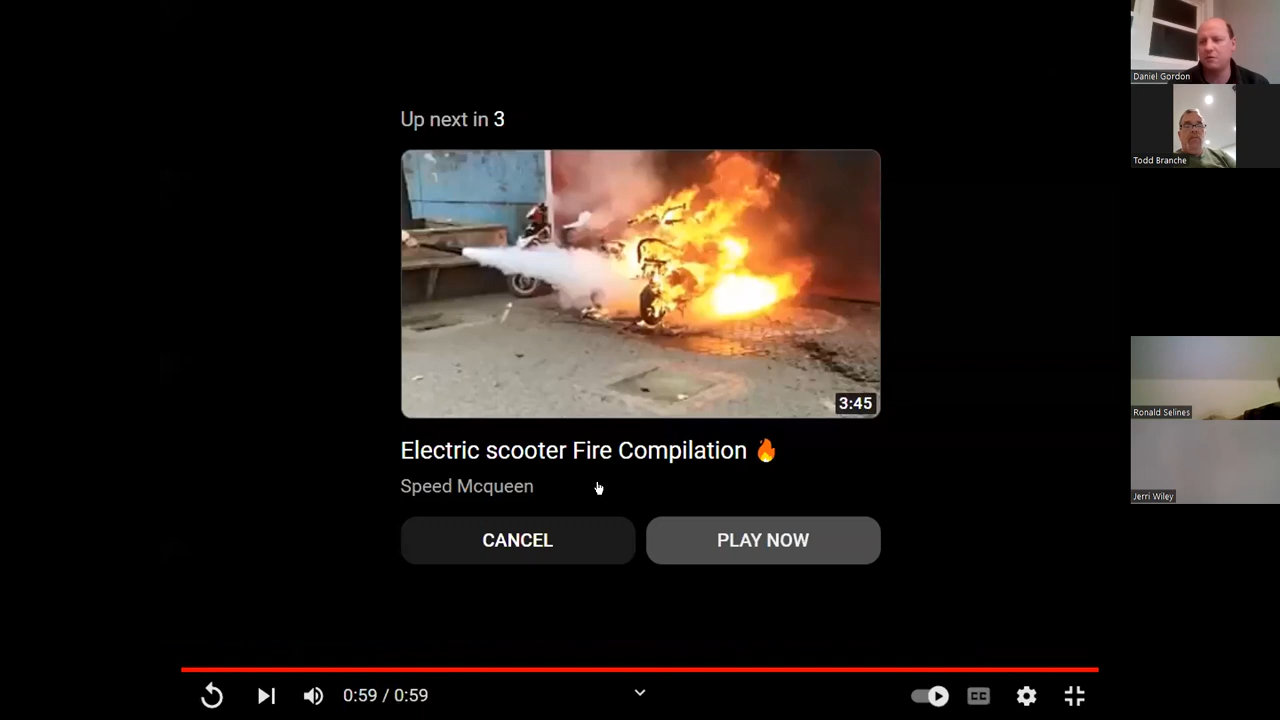 Up next in 3
3:45
Electric scooter Fire Compilation 🔥
Speed Mcqueen
CANCEL
PLAY NOW
0:59 / 0:59
CC
Daniel Gordon
Todd Branche
Ronald Selines
Jerri Wiley